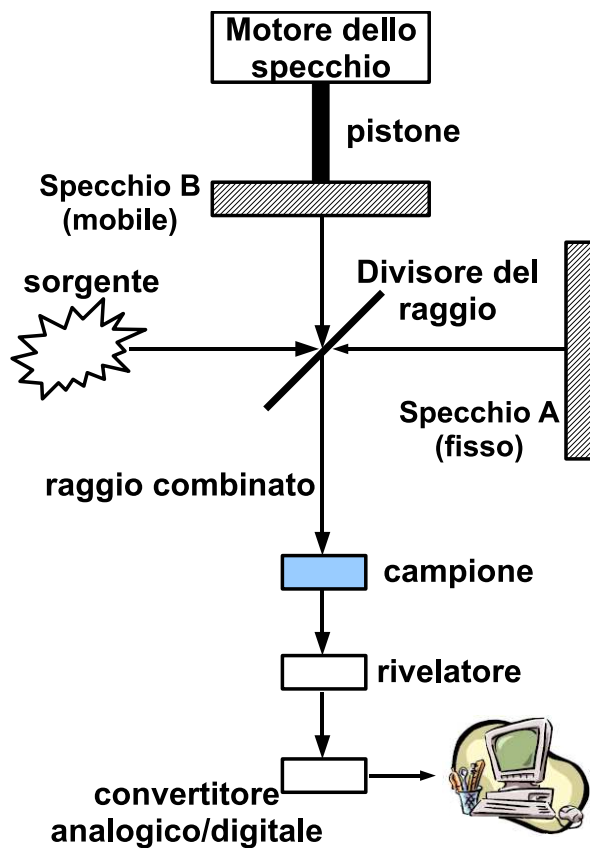 Motore dello
specchio
pistone
Specchio B
(mobile)
sorgente
Divisore del
raggio
Specchio A
(fisso)
raggio combinato
campione
rivelatore
convertitore
analogico/digitale